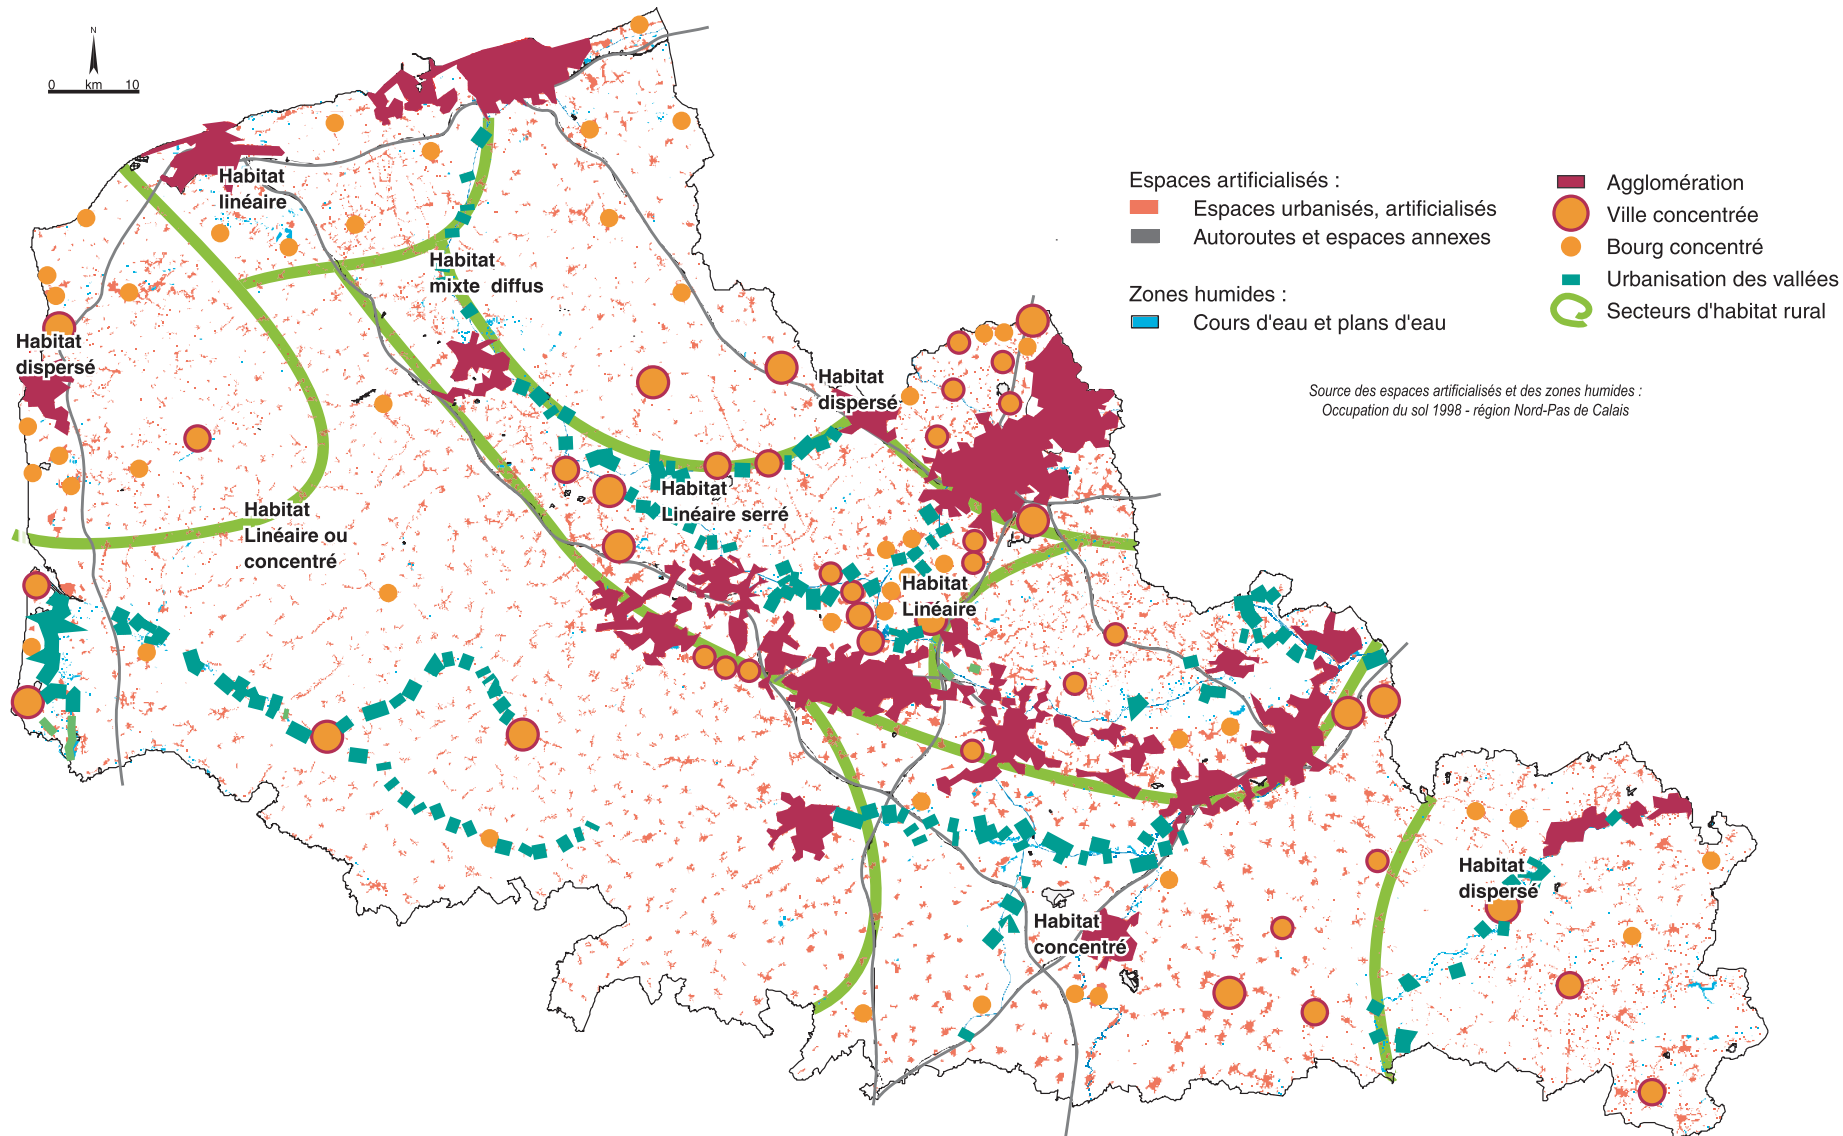 N
0 km 10
Espaces artificialisés :
Espaces urbanisés, artificialisés
Autoroutes et espaces annexes
Zones humides :
Cours d'eau et plans d'eau
Agglomération
Ville concentrée
Bourg concentré
Urbanisation des vallées
Secteurs d'habitat rural
Source des espaces artificialisés et des zones humides :
Occupation du sol 1998 - région Nord-Pas de Calais
Habitat
linéaire
Habitat
mixte diffus
Habitat
dispersé
Habitat
dispersé
Habitat
Linéaire serré
Habitat
Linéaire ou
concentré
Habitat
Linéaire
Habitat
dispersé
Habitat
concentré